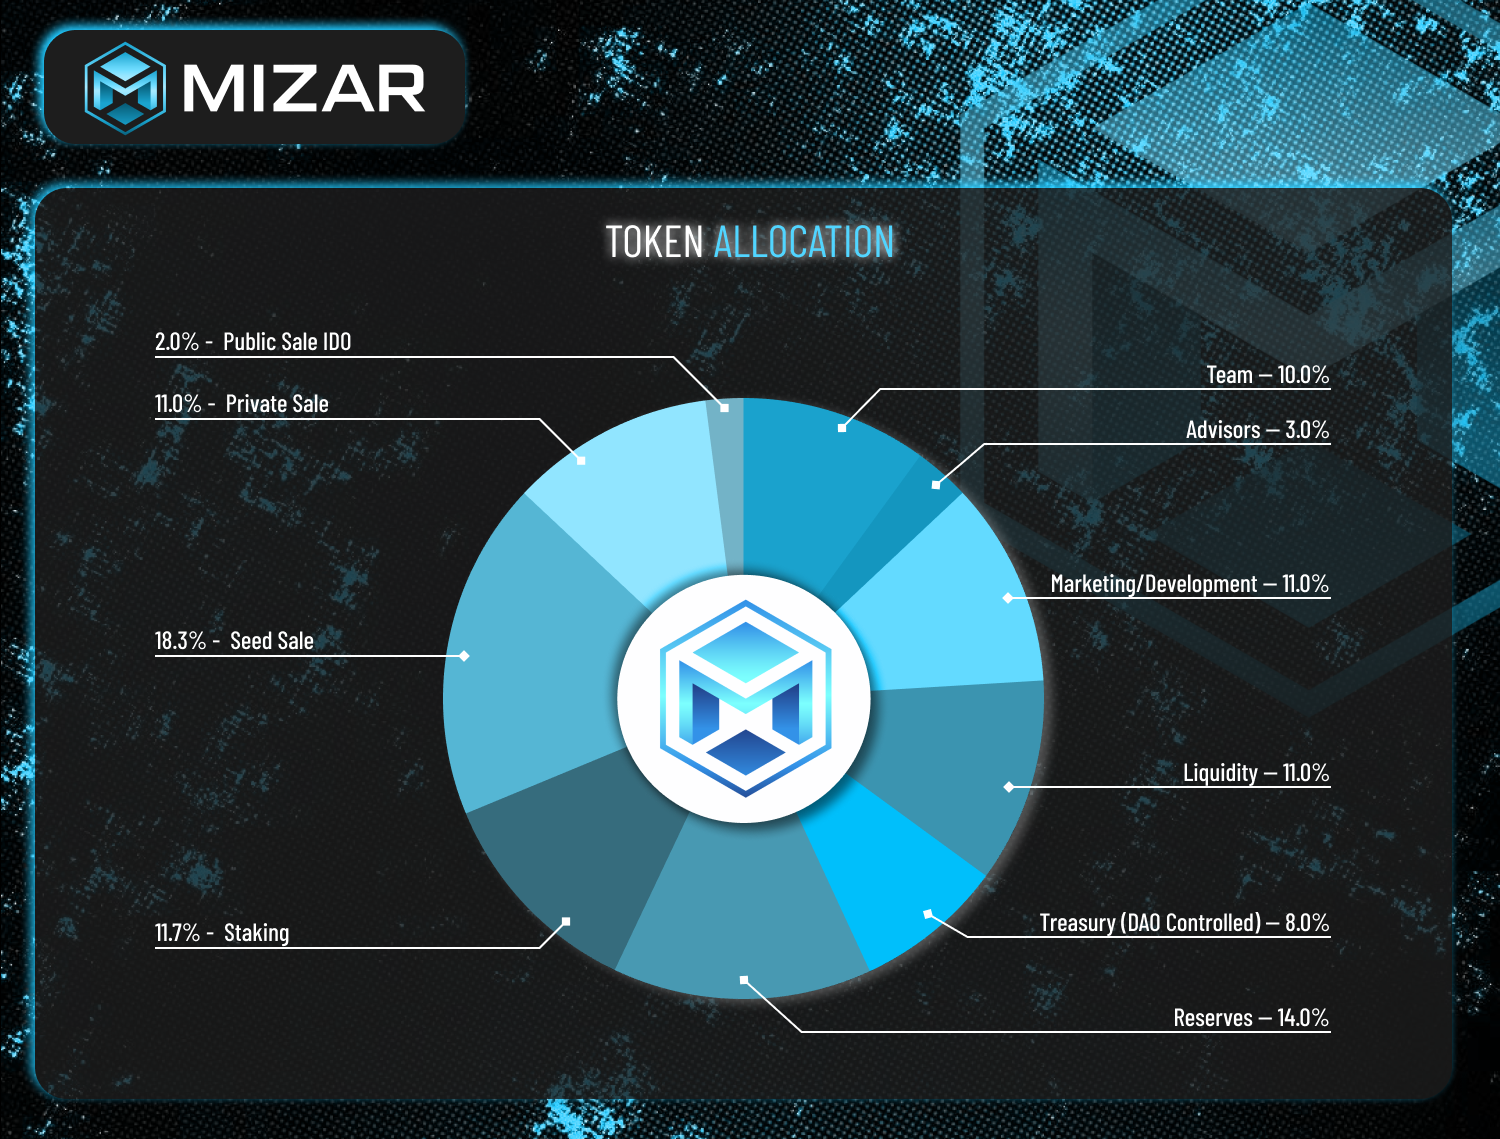 MIZAR
TOKEN ALLOCATION
2.0% - Public Sale IDO
11.0% - Private Sale
18.3% - Seed Sale
11.7% - Staking
Team – 10.0%
Advisors – 3.0%
Marketing/Development – 11.0%
Liquidity – 11.0%
Treasury (DAO Controlled) – 8.0%
Reserves – 14.0%